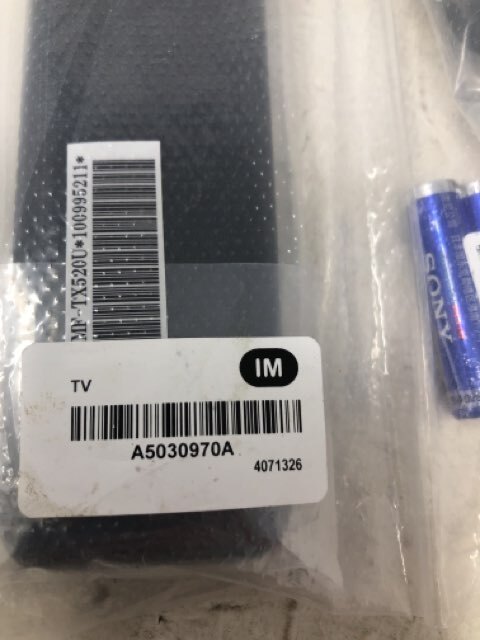 MF-TX520U*100995211*
IM
TV
A5030970A
4071326
SONY